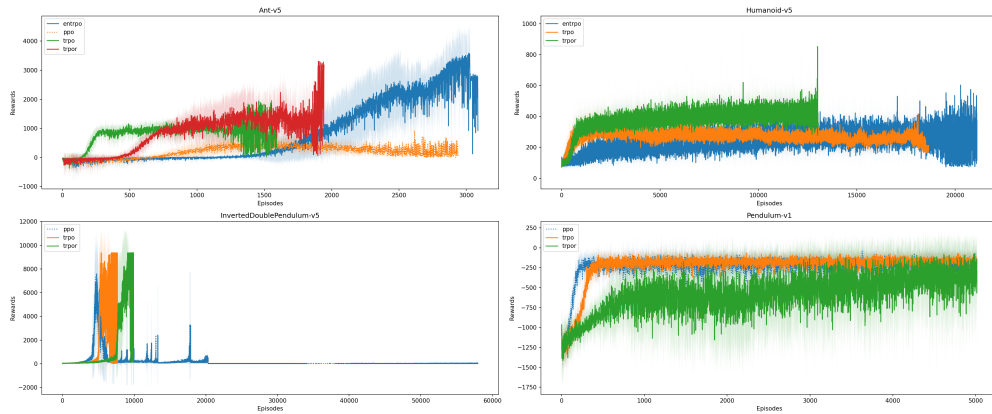 Ant-v5
entrpo
ppo
trpo
trpor
Rewards
4000
3000
2000
1000
0
−1000
0
500
1000
1500
2000
2500
3000
Episodes
Humanoid-v5
entrpo
trpo
trpor
Rewards
1000
800
600
400
200
0
0
5000
10000
15000
20000
Episodes
InvertedDoublePendulum-v5
ppo
trpo
trpor
Rewards
12000
10000
8000
6000
4000
2000
0
−2000
0
10000
20000
30000
40000
50000
60000
Episodes
Pendulum-v1
ppo
trpo
trpor
Rewards
250
0
−250
−500
−750
−1000
−1250
−1500
−1750
0
1000
2000
3000
4000
5000
Episodes